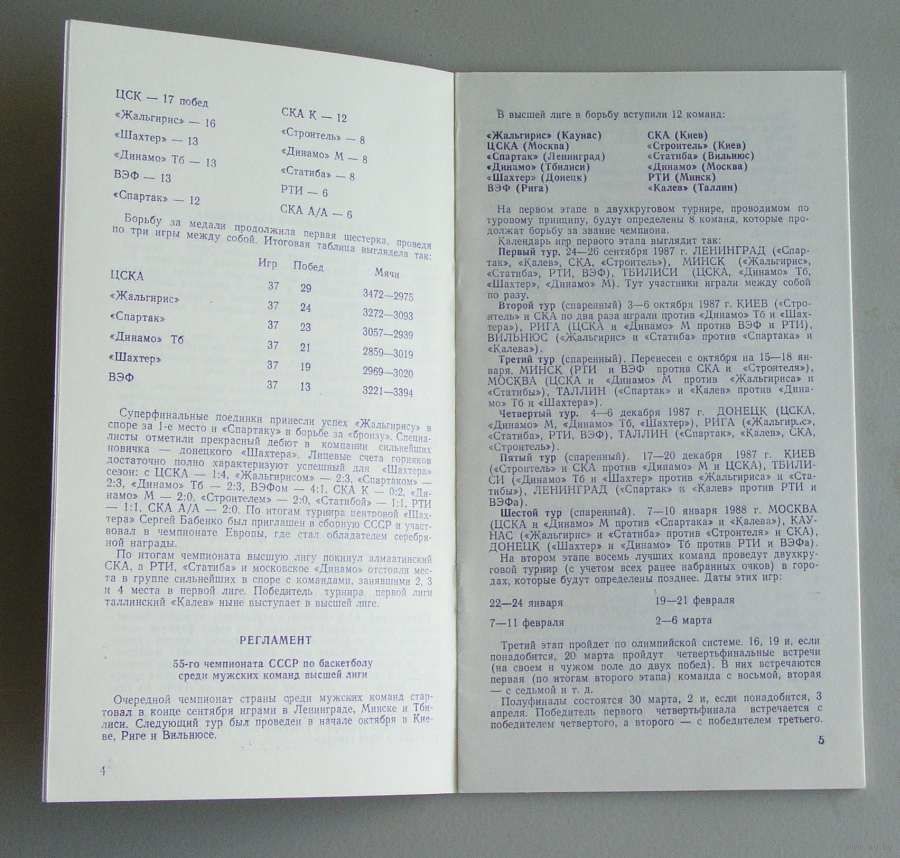 ЦСК — 17 побед
«Жальгирис» — 16
«Шахтер» — 13
«Динамо» Тб — 13
ВЭФ — 13
«Спартак» — 12
СКА К — 12
«Строитель» — 8
«Динамо» М — 8
«Статиба» — 8
РТИ — 6
СКА А/А — 6
Борьбу за медали продолжила первая шестерка, проведя
по три игры между собой. Итоговая таблица выглядела так:
Игр Побед Мячи
ЦСКА 37 29 3472—2975
«Жальгирис» 37 24 3272—3093
«Спартак» 37 23 3057—2939
«Динамо» Тб 37 21 2859—3019
«Шахтер» 37 19 2969—3020
ВЭФ 37 13 3221—3394
Суперфинальные поединки принесли успех «Жальгирису» в
споре за 1-е место и «Спартаку» в борьбе за «бронзу». Специа-
листы отметили прекрасный дебют в компании сильнейших
новичка — донецкого «Шахтера». Лицевые счета горняков
достаточно полно характеризуют успешный для «Шахтера»
сезон: с ЦСКА — 1:4, «Жальгирисом» — 2:3, «Спартаком» —
2:3, «Динамо» Тб — 2:3, ВЭФом — 4:1, СКА К — 0:2, «Ди-
намо» М — 2:0, «Строителем» — 2:0, «Статибой» — 1:1, РТИ
— 1:1, СКА А/А — 2:0. По итогам турнира центровой «Шах-
тера» Сергей Бабенко был приглашен в сборную СССР и участ-
вовал в чемпионате Европы, где стал обладателем серебря-
ной награды.
По итогам чемпионата высшую лигу покинул алмаатинский
СКА, а РТИ, «Статиба» и московское «Динамо» отстояли мес-
та в группе сильнейших в споре с командами, занявшими 2, 3
и 4 места в первой лиге. Победитель турнира первой лиги
таллинский «Калев» ныне выступает в высшей лиге.
РЕГЛАМЕНТ
55-го чемпионата СССР по баскетболу
среди мужских команд высшей лиги
Очередной чемпионат страны среди мужских команд стар-
товал в конце сентября играми в Ленинграде, Минске и Тби-
лиси. Следующий тур был проведен в начале октября в Кие-
ве, Риге и Вильнюсе.
4
В высшей лиге в борьбу вступили 12 команд:
«Жальгирис» (Каунас) СКА (Киев)
ЦСКА (Москва) «Строитель» (Киев)
«Спартак» (Ленинград) «Статиба» (Вильнюс)
«Динамо» (Тбилиси) «Динамо» (Москва)
«Шахтер» (Донецк) РТИ (Минск)
ВЭФ (Рига) «Калев» (Таллин)
На первом этапе в двухкруговом турнире, проводимом по
туровому принципу, будут определены 8 команд, которые про-
должат борьбу за звание чемпиона.
Календарь игр первого этапа выглядит так:
Первый тур. 24—26 сентября 1987 г. ЛЕНИНГРАД («Спар-
так», «Калев», СКА, «Строитель»), МИНСК («Жальгирис»,
«Статиба», РТИ, ВЭФ), ТБИЛИСИ (ЦСКА, «Динамо» Тб,
«Шахтер», «Динамо» М). Тут участники играли между собой
по разу.
Второй тур (спаренный) 3—6 октября 1987 г. КИЕВ («Стро-
итель» и СКА по два раза играли против «Динамо» Тб и «Шах-
тера»), РИГА (ЦСКА и «Динамо» М против ВЭФ и РТИ),
ВИЛЬНЮС («Жальгирис» и «Статиба» против «Спартака» и
«Калева»).
Третий тур (спаренный). Перенесен с октября на 15—18 ян-
варя. МИНСК (РТИ и ВЭФ против СКА и «Строителя»),
МОСКВА (ЦСКА и «Динамо» М против «Жальгириса» и
«Статибы»), ТАЛЛИН («Спартак» и «Калев» против «Дина-
мо» Тб и «Шахтера»).
Четвертый тур. 4—6 декабря 1987 г. ДОНЕЦК (ЦСКА,
«Динамо» М, «Динамо» Тб, «Шахтер»), РИГА («Жальгирис»,
«Статиба», РТИ, ВЭФ), ТАЛЛИН («Спартак», «Калев», СКА,
«Строитель»).
Пятый тур (спаренный). 17—20 декабря 1987 г. КИЕВ
(«Строитель» и СКА против «Динамо» М и ЦСКА), ТБИЛИ-
СИ («Динамо» Тб и «Шахтер» против «Жальгириса» и «Ста-
тибы»), ЛЕНИНГРАД («Спартак» и «Калев» против РТИ и
ВЭФа).
Шестой тур (спаренный). 7—10 января 1988 г. МОСКВА
(ЦСКА и «Динамо» М против «Спартака» и «Калева»), КАУ-
НАС («Жальгирис» и «Статиба» против «Строителя» и СКА),
ДОНЕЦК («Шахтер» и «Динамо» Тб против РТИ и ВЭФа).
На втором этапе восемь лучших команд проведут двухкру-
говой турнир (с учетом всех ранее набранных очков) в горо-
дах, которые будут определены позднее. Даты этих игр:
22—24 января 19—21 февраля
7—11 февраля 2—6 марта
Третий этап пройдет по олимпийской системе. 16, 19 и, если
понадобится, 20 марта пройдут четвертьфинальные встречи
(на своем и чужом поле до двух побед). В них встречаются
первая (по итогам второго этапа) команда с восьмой, вторая
— с седьмой и т. д.
Полуфиналы состоятся 30 марта, 2 и, если понадобится, 3
апреля. Победитель первого четвертьфинала встречается с
победителем четвертого, а второго — с победителем третьего.
5